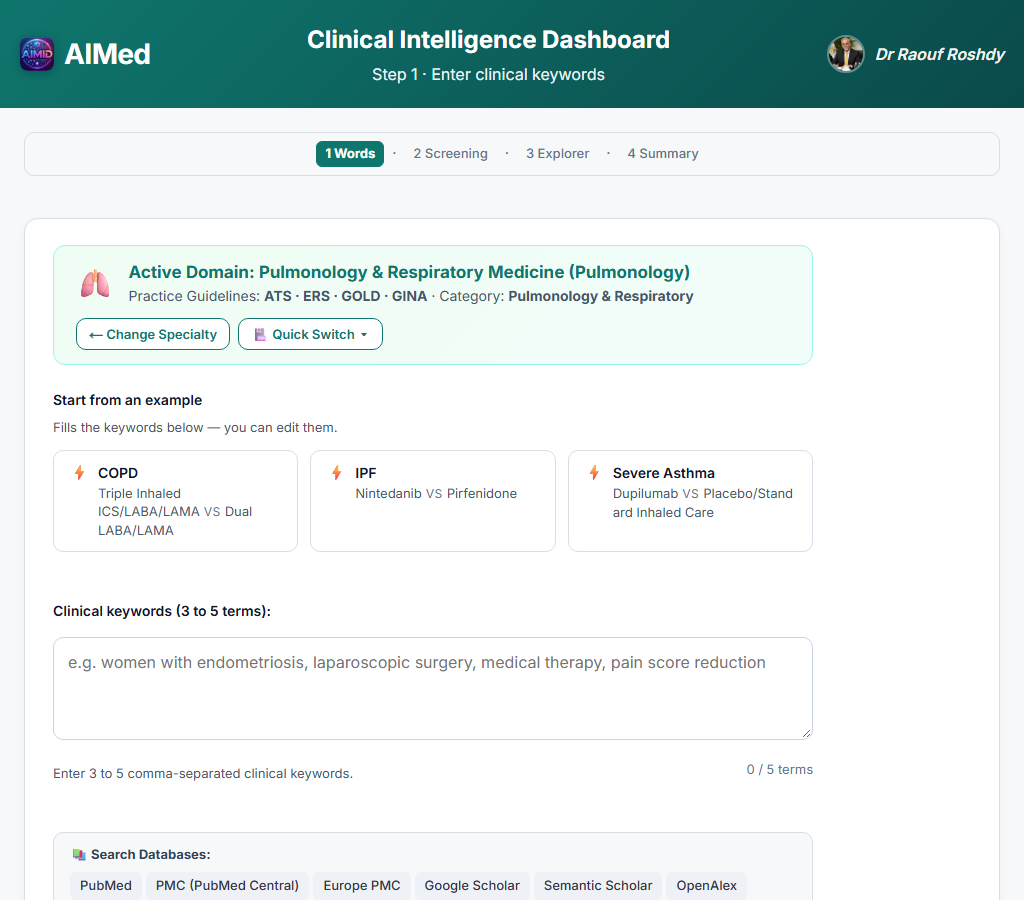 AIMID
AIMed
Clinical Intelligence Dashboard
Step 1 · Enter clinical keywords
Dr Raouf Roshdy
1 Words · 2 Screening · 3 Explorer · 4 Summary
Active Domain: Pulmonology & Respiratory Medicine (Pulmonology)
Practice Guidelines: ATS · ERS · GOLD · GINA · Category: Pulmonology & Respiratory
← Change Specialty
Quick Switch
Start from an example
Fills the keywords below — you can edit them.
COPD
Triple Inhaled
ICS/LABA/LAMA VS Dual
LABA/LAMA
IPF
Nintedanib VS Pirfenidone
Severe Asthma
Dupilumab VS Placebo/Stand
ard Inhaled Care
Clinical keywords (3 to 5 terms):
e.g. women with endometriosis, laparoscopic surgery, medical therapy, pain score reduction
Enter 3 to 5 comma-separated clinical keywords.
0 / 5 terms
Search Databases:
PubMed
PMC (PubMed Central)
Europe PMC
Google Scholar
Semantic Scholar
OpenAlex